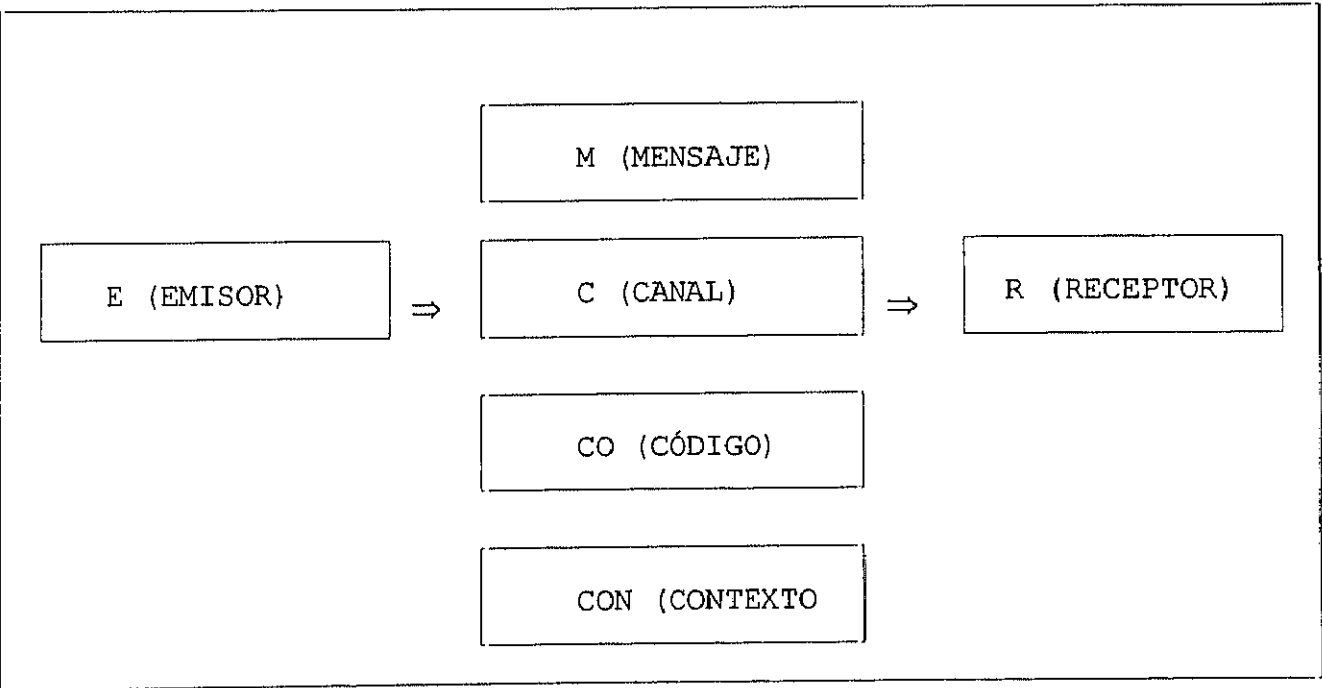 M (MENSAJE)
E (EMISOR) ⇒ C (CANAL) ⇒ R (RECEPTOR)
CO (CÓDIGO)
CON (CONTEXTO